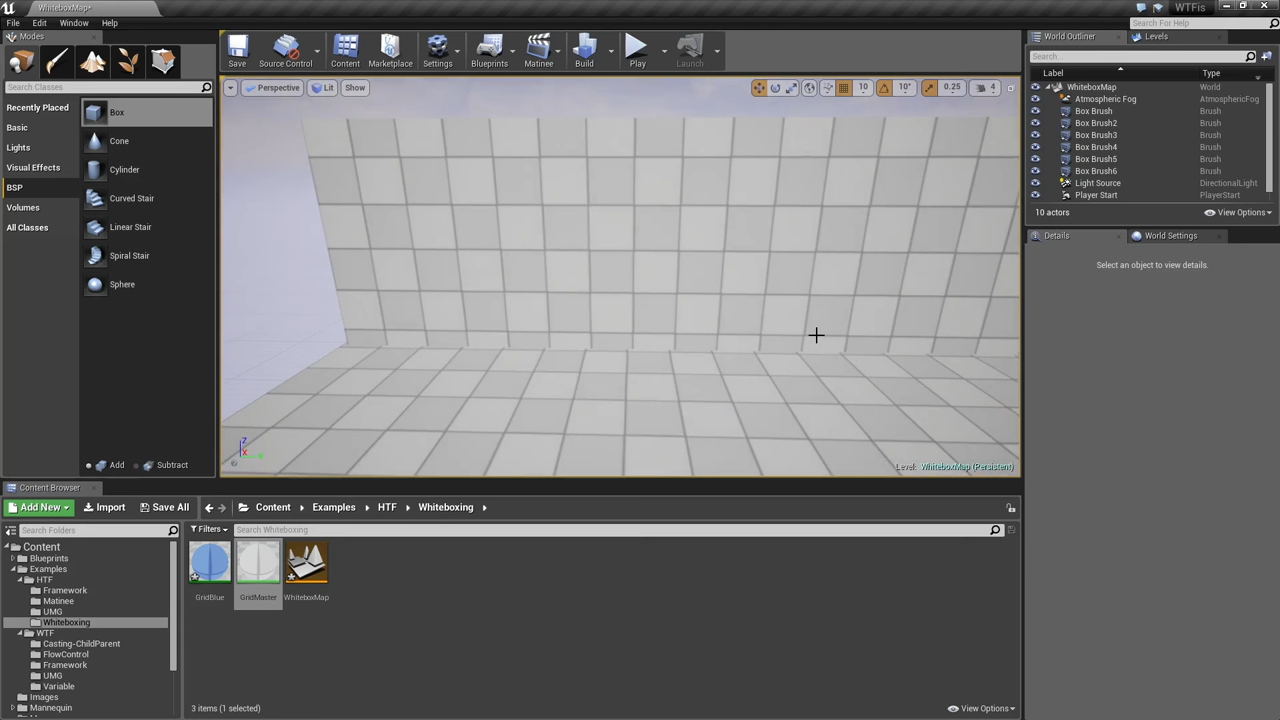 WhiteboxMap*
WTFis
File Edit Window Help
Search For Help
Modes
Search Classes
Recently Placed
Basic
Lights
Visual Effects
BSP
Volumes
All Classes
Box
Cone
Cylinder
Curved Stair
Linear Stair
Spiral Stair
Sphere
Add Subtract
Save Source Control Content Marketplace Settings Blueprints Matinee Build Play Launch
Perspective Lit Show
10 10° 0.25 4
Z
X
Y
Level: WhiteboxMap (Persistent)
World Outliner Levels
Search...
Label Type
WhiteboxMap World
Atmospheric Fog AtmosphericFog
Box Brush Brush
Box Brush2 Brush
Box Brush3 Brush
Box Brush4 Brush
Box Brush5 Brush
Box Brush6 Brush
Light Source DirectionalLight
Player Start PlayerStart
10 actors View Options
Details World Settings
Select an object to view details.
Content Browser
Add New Import Save All Content Examples HTF Whiteboxing
Search Folders
Filters Search Whiteboxing
Content
Blueprints
Examples
HTF
Framework
Matinee
UMG
Whiteboxing
WTF
Casting-ChildParent
FlowControl
Framework
UMG
Variable
Images
Mannequin
GridBlue GridMaster WhiteboxMap
3 items (1 selected) View Options